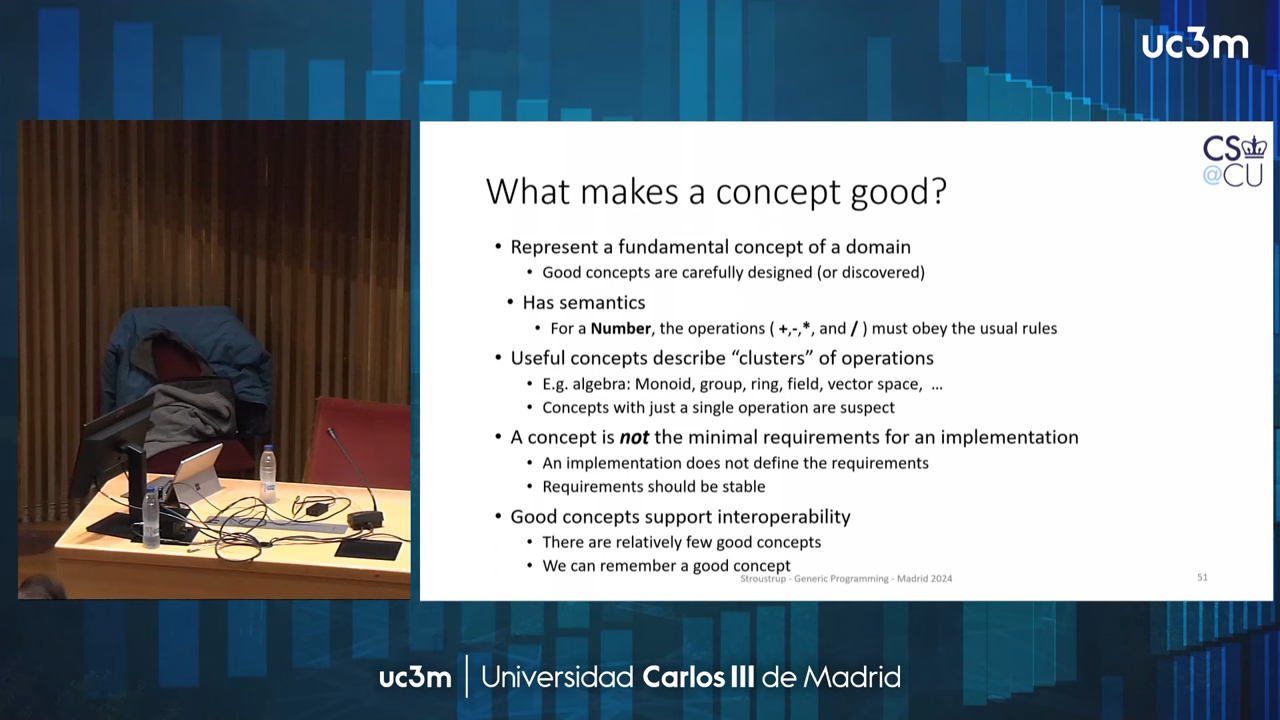 uc3m
CS
@CU
What makes a concept good?
• Represent a fundamental concept of a domain
• Good concepts are carefully designed (or discovered)
• Has semantics
• For a Number, the operations ( +,-,*, and / ) must obey the usual rules
• Useful concepts describe “clusters” of operations
• E.g. algebra: Monoid, group, ring, field, vector space, …
• Concepts with just a single operation are suspect
• A concept is not the minimal requirements for an implementation
• An implementation does not define the requirements
• Requirements should be stable
• Good concepts support interoperability
• There are relatively few good concepts
• We can remember a good concept
Stroustrup - Generic Programming - Madrid 2024
51
uc3m | Universidad Carlos III de Madrid